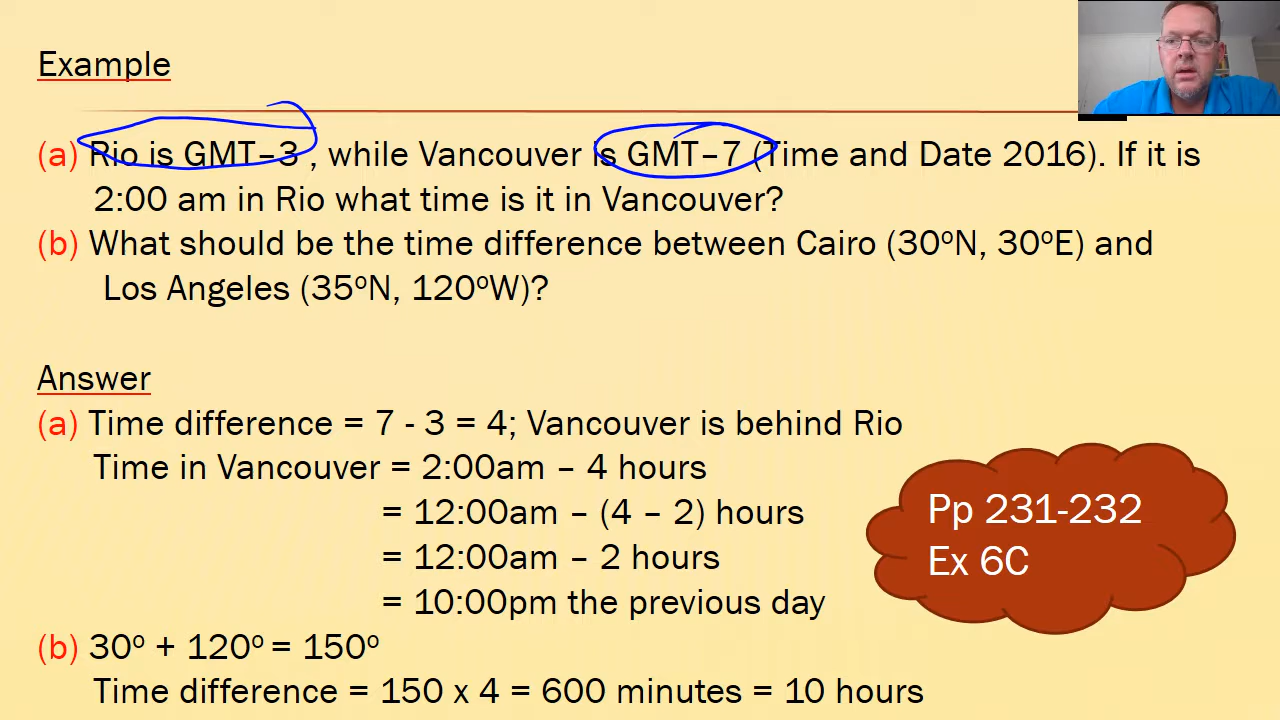 Example
(a) Rio is GMT–3 , while Vancouver is GMT–7 (Time and Date 2016). If it is
2:00 am in Rio what time is it in Vancouver?
(b) What should be the time difference between Cairo (30ºN, 30ºE) and
Los Angeles (35ºN, 120ºW)?
Answer
(a) Time difference = 7 - 3 = 4; Vancouver is behind Rio
Time in Vancouver = 2:00am – 4 hours
= 12:00am – (4 – 2) hours
= 12:00am – 2 hours
= 10:00pm the previous day
(b) 30º + 120º = 150º
Time difference = 150 x 4 = 600 minutes = 10 hours
Pp 231-232
Ex 6C